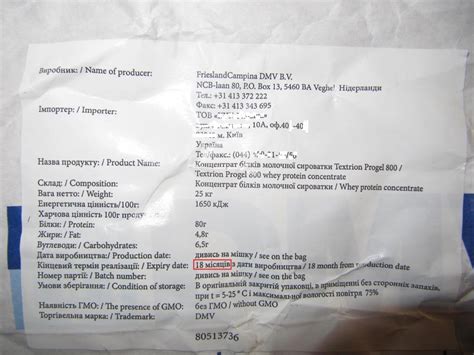 Виробник: / Name of producer: FrieslandCampina DMV B.V.
NCB-laan 80, P.O. Box 13, 5460 BA Veghel Нідерланди
Тел.: +31 413 372 222
Факс: +31 413 343 695
Імпортер: / Importer: ТОВ
10А, оф.40
м. Київ
Україна
Тел/факс.: (044)
Назва продукту: / Product Name: Концентрат білків молочної сироватки Textrion Progel 800 /
Textrion Progel 800 whey protein concentrate
Склад: / Composition: Концентрат білків молочної сироватки / Whey protein concentrate
Вага: / Weight: 25 кг
Енергетична цінність/100г: 1650 кДж
Харчова цінність 100г продукту
Білки: / Protein: 80г
Жири: / Fat: 4,8г
Вуглеводи: / Carbohydrates: 6,5г
Дата виробництва: / Production date: дивись на мішку / see on the bag
Кінцевий термін реалізації: / Expiry date: 18 місяців з дати виробництва / 18 month from production date
Номер партії: / Batch number: дивись на мішку / see on the bag
Умови зберігання: / Condition of storage: В оригінальній закритій упаковці, в приміщенні без сторонніх запахів,
при t = 5-25 °C і максимальної вологості повітря 75%
Наявність ГМО: / The presence of GMO: без ГМО / without GMO
Торгівельна марка: / Trademark: DMV
80513736